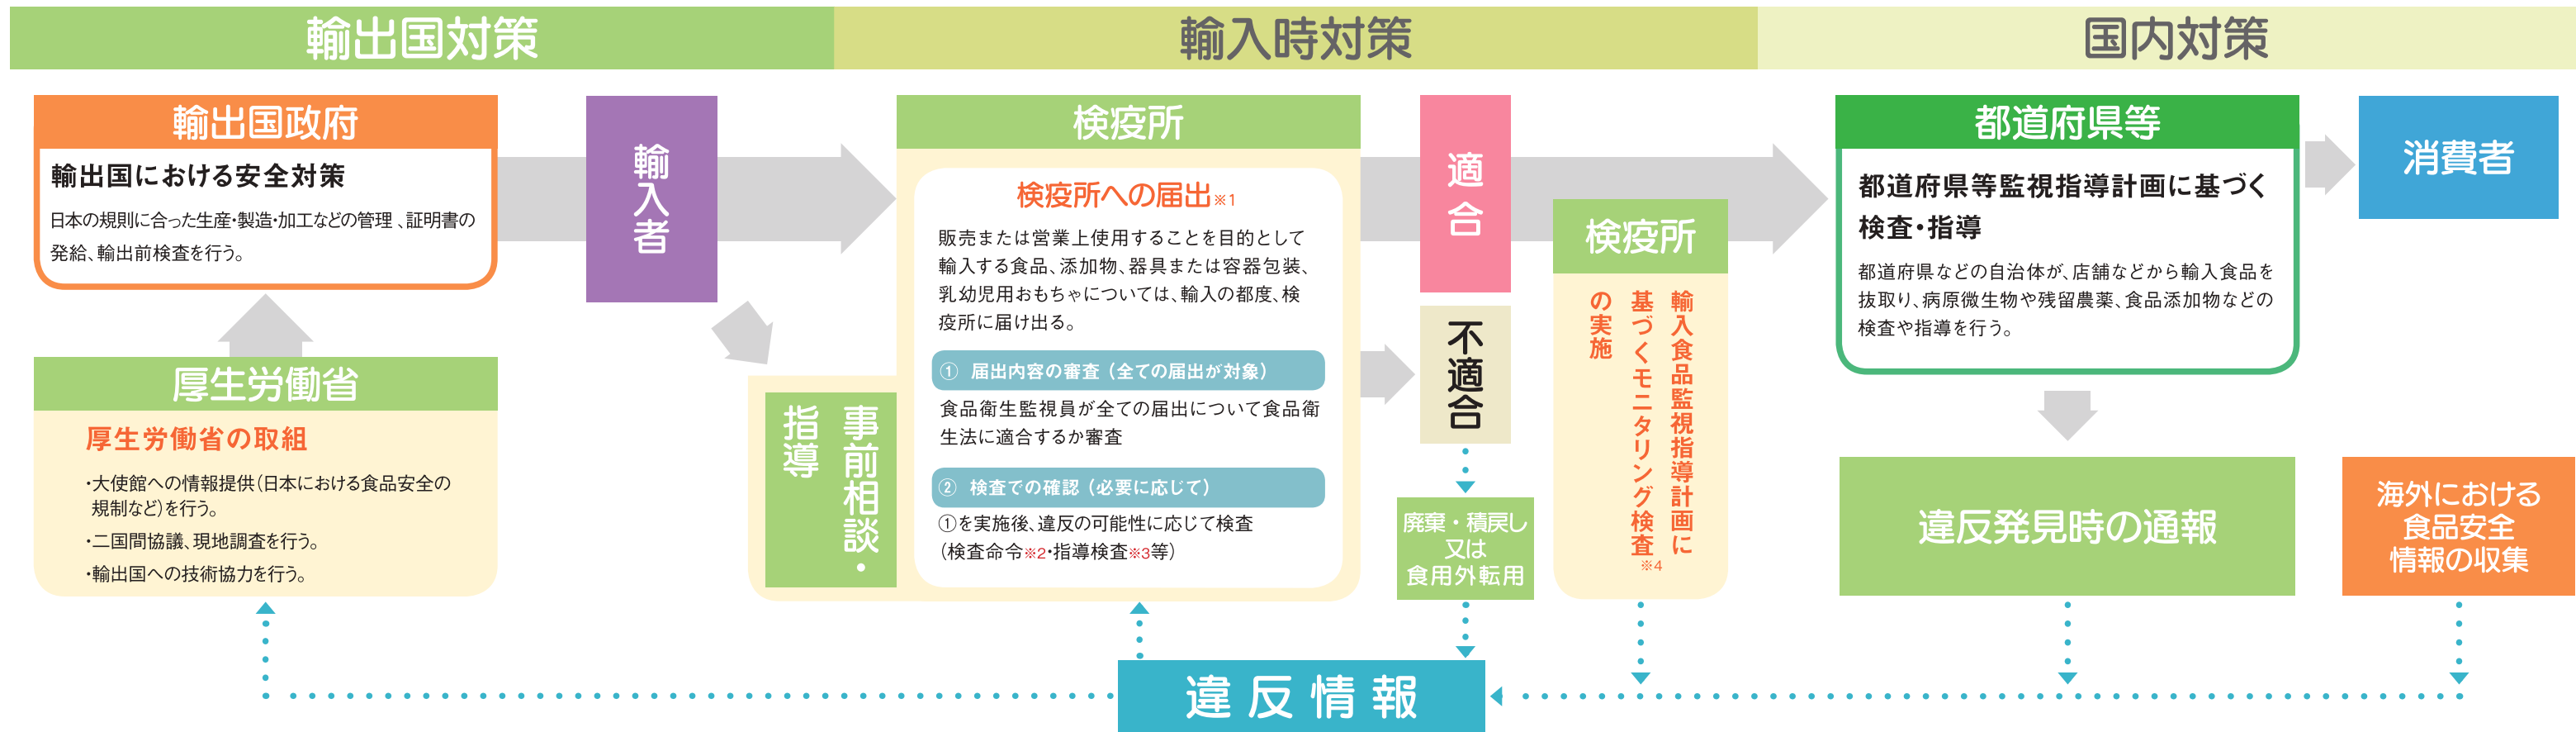 輸出国対策
輸入時対策
国内対策
輸出国政府
輸出国における安全対策
日本の規則に合った生産・製造・加工などの管理、証明書の
発給、輸出前検査を行う。
厚生労働省
厚生労働省の取組
・大使館への情報提供（日本における食品安全の
規制など）を行う。
・二国間協議、現地調査を行う。
・輸出国への技術協力を行う。
輸入者
事前相談・
指導
検疫所
検疫所への届出※1
販売または営業上使用することを目的として
輸入する食品、添加物、器具または容器包装、
乳幼児用おもちゃについては、輸入の都度、検
疫所に届け出る。
① 届出内容の審査（全ての届出が対象）
食品衛生監視員が全ての届出について食品衛
生法に適合するか審査
② 検査での確認（必要に応じて）
①を実施後、違反の可能性に応じて検査
（検査命令※2・指導検査※3等）
適合
不適合
廃棄・積戻し
又は
食用外転用
検疫所
輸入食品監視指導計画に
基づくモニタリング検査
の実施
※4
都道府県等
都道府県等監視指導計画に基づく
検査・指導
都道府県などの自治体が、店舗などから輸入食品を
抜取り、病原微生物や残留農薬、食品添加物などの
検査や指導を行う。
消費者
違反発見時の通報
海外における
食品安全
情報の収集
違反情報